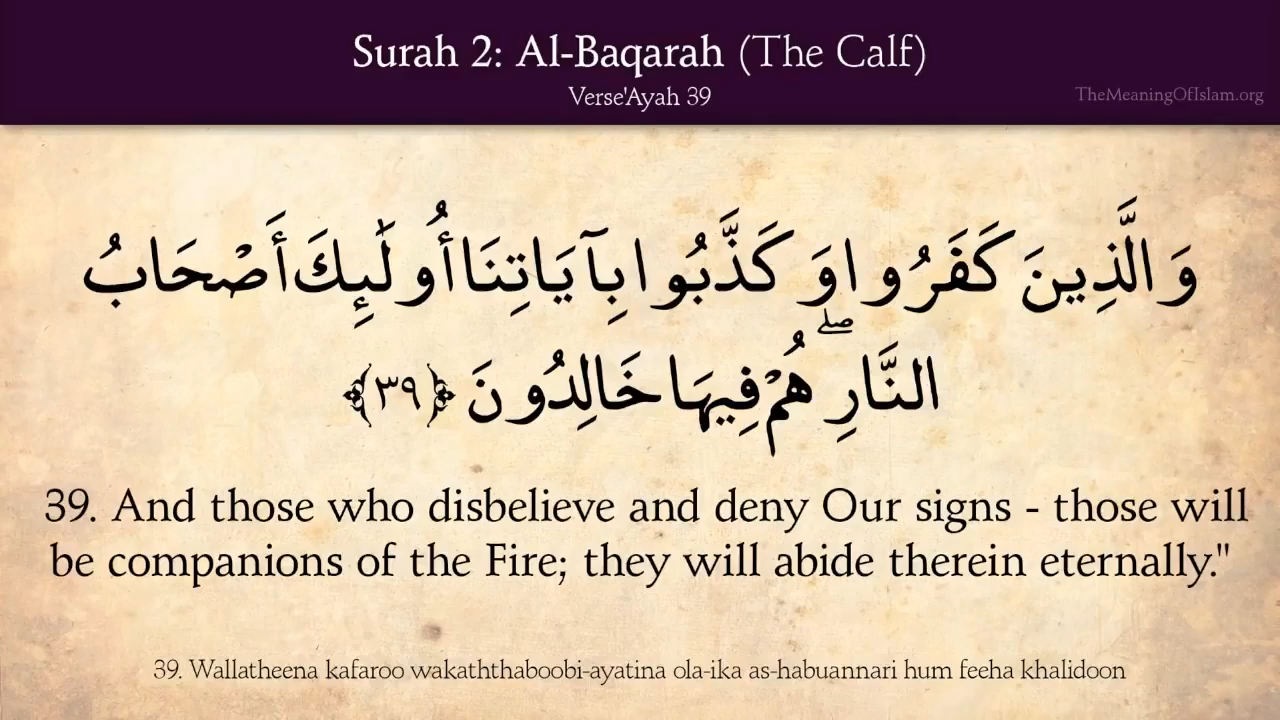 Surah 2: Al-Baqarah (The Calf)
Verse'Ayah 39
TheMeaningOfIslam.org
وَالَّذِينَ كَفَرُوا وَكَذَّبُوا بِآيَاتِنَا أُولَٰئِكَ أَصْحَابُ
النَّارِ ۖ هُمْ فِيهَا خَالِدُونَ ﴿٣٩﴾
39. And those who disbelieve and deny Our signs - those will
be companions of the Fire; they will abide therein eternally."
39. Wallatheena kafaroo wakaththaboobi-ayatina ola-ika as-habuannari hum feeha khalidoon